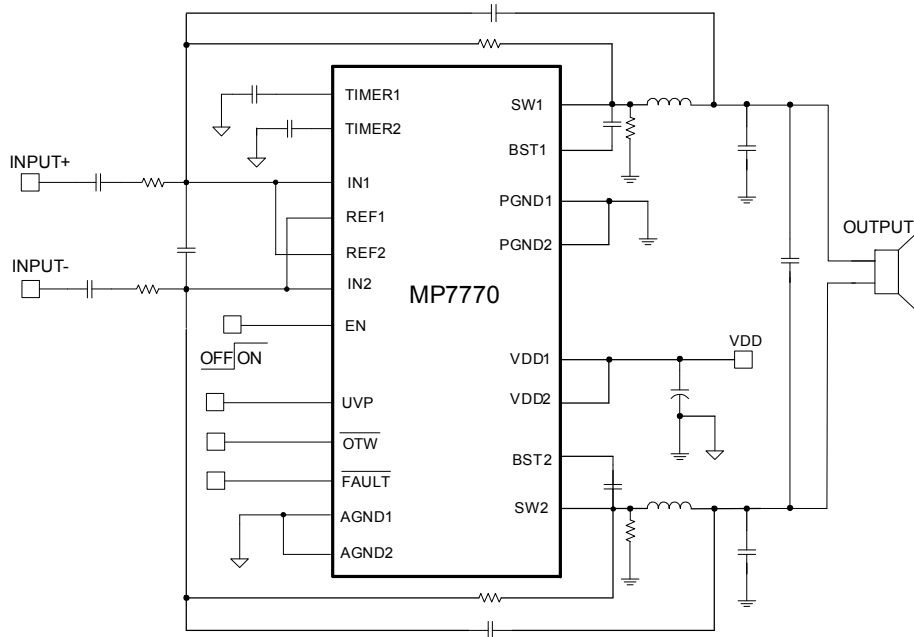 TIMER1
SW1
TIMER2
BST1
INPUT+
IN1
PGND1
REF1
OUTPUT
REF2
PGND2
INPUT-
IN2
MP7770
EN
OFF ON
VDD
VDD1
UVP
VDD2
OTW
BST2
FAULT
SW2
AGND1
AGND2